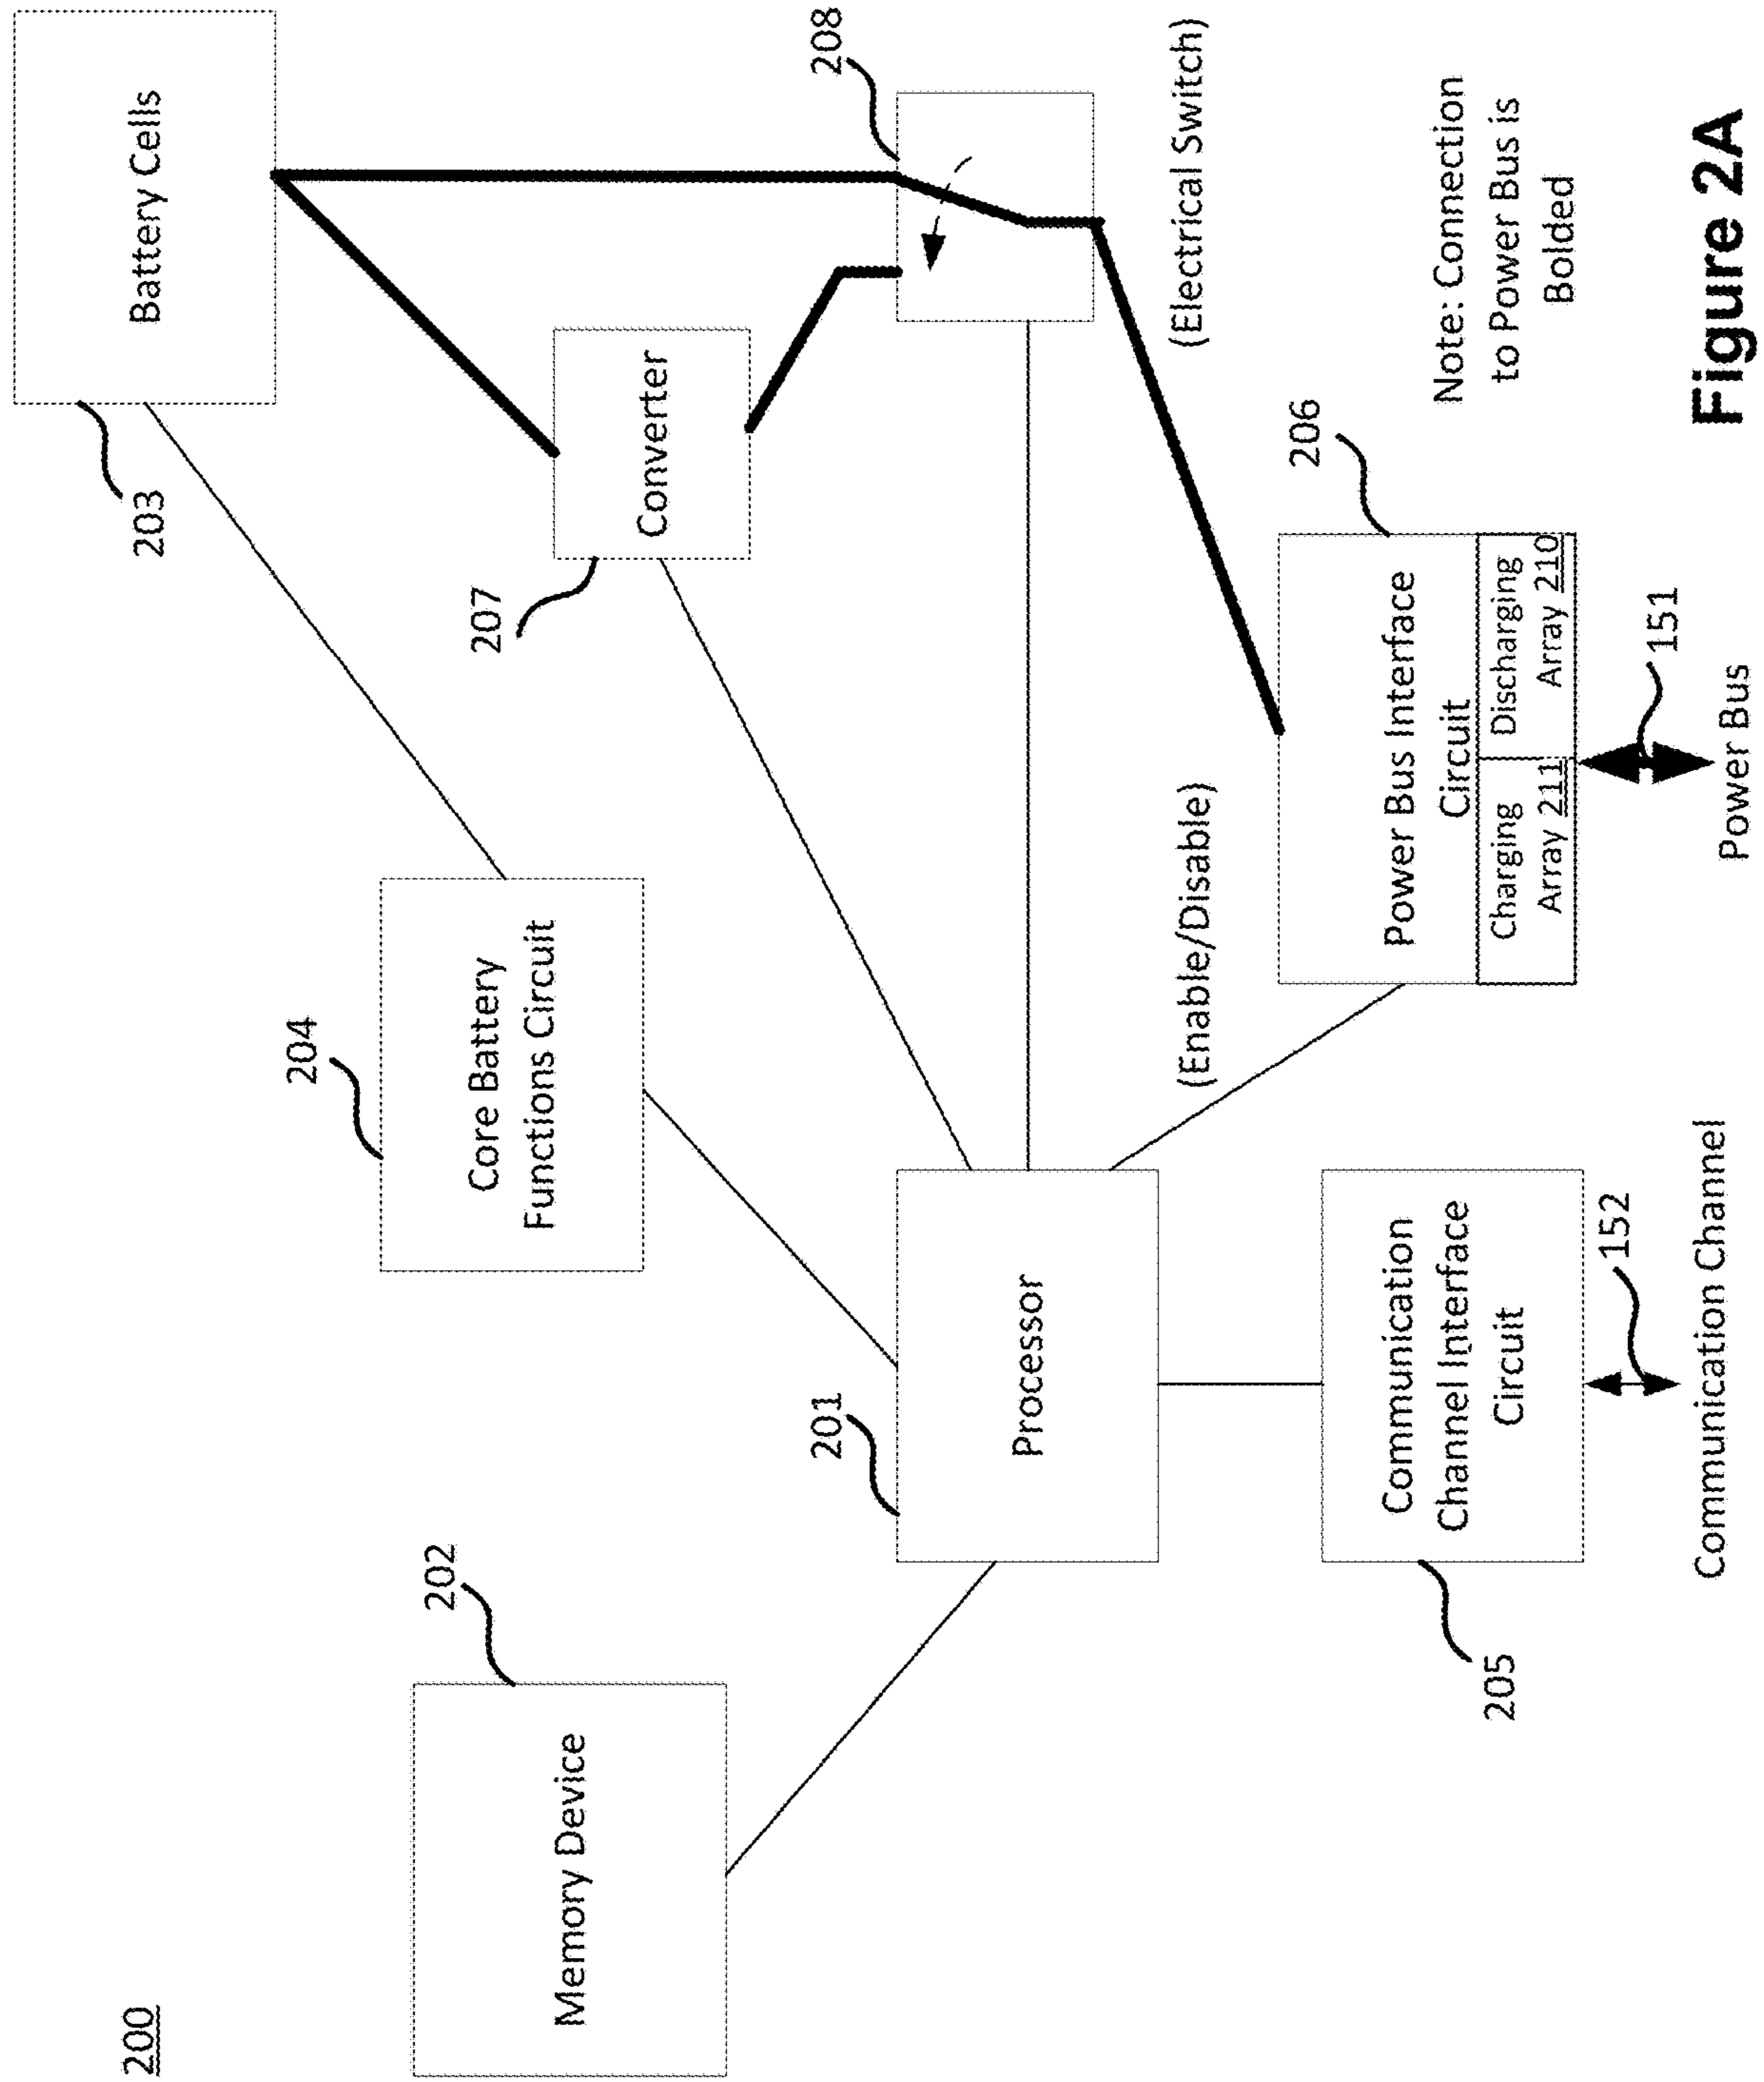 200
Memory Device
202
Core Battery
Functions Circuit
204
Battery Cells
203
207
Converter
201
Processor
208
(Electrical Switch)
(Enable/Disable)
Communication
Channel Interface
Circuit
205
152
Communication Channel
Power Bus Interface
Circuit
206
Charging
Array 211
Discharging
Array 210
151
Power Bus
Note: Connection
to Power Bus is
Bolded
Figure 2A